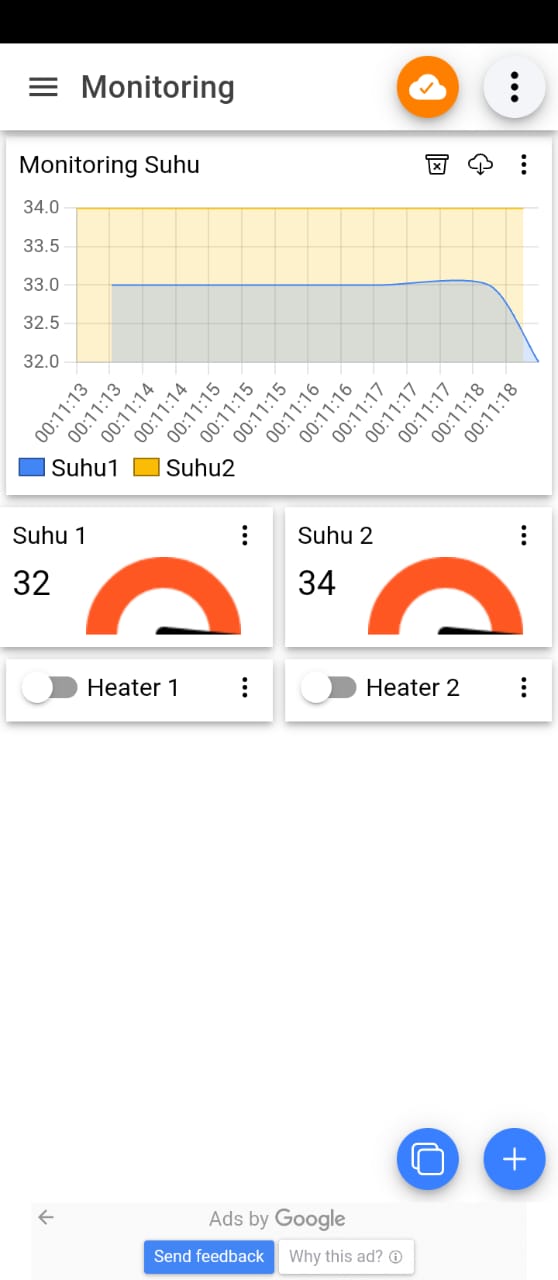 Monitoring
Monitoring Suhu
34.0
33.5
33.0
32.5
32.0
00:11:13
00:11:13
00:11:14
00:11:14
00:11:15
00:11:15
00:11:15
00:11:16
00:11:16
00:11:17
00:11:17
00:11:17
00:11:18
00:11:18
Suhu1 Suhu2
Suhu 1 Suhu 2
32 34
Heater 1 Heater 2
Ads by Google
Send feedback Why this ad?